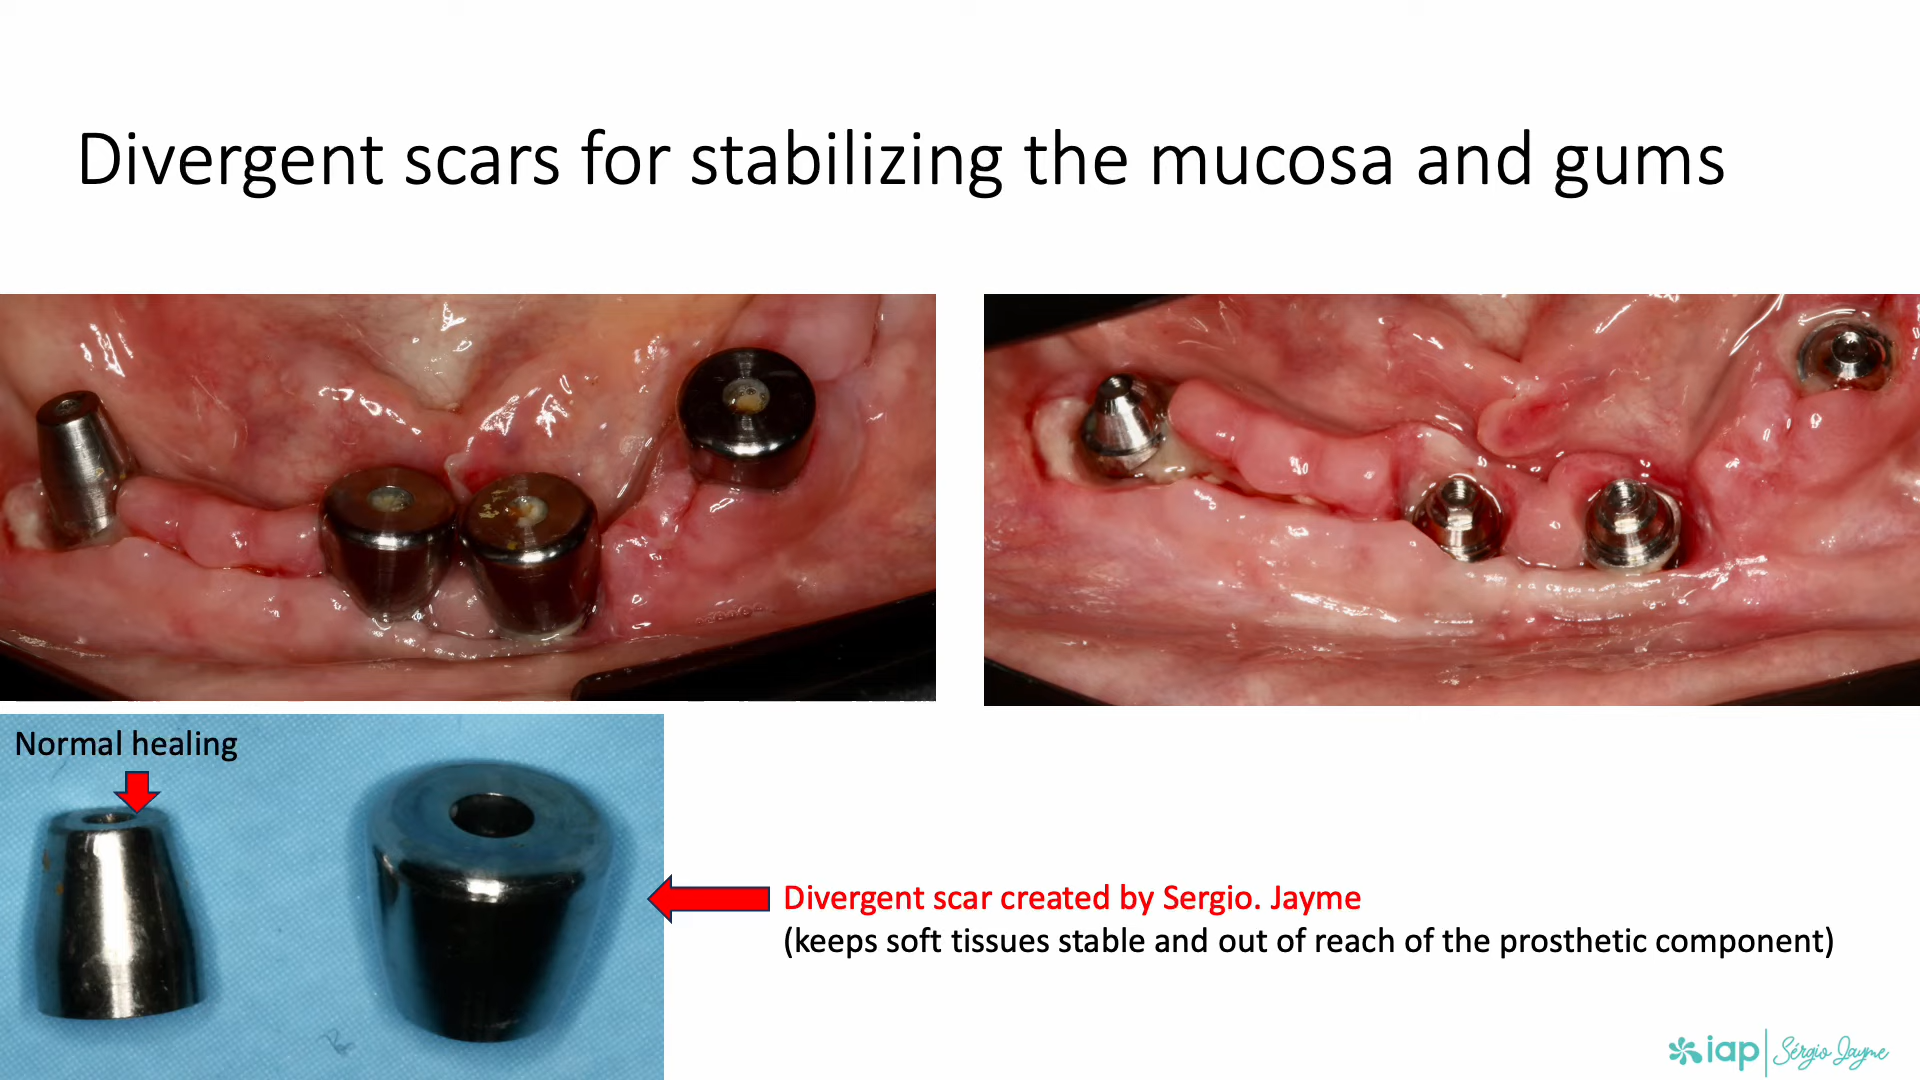 Divergent scars for stabilizing the mucosa and gums
Normal healing
Divergent scar created by Sergio. Jayme
(keeps soft tissues stable and out of reach of the prosthetic component)
iap Sérgio Jayme